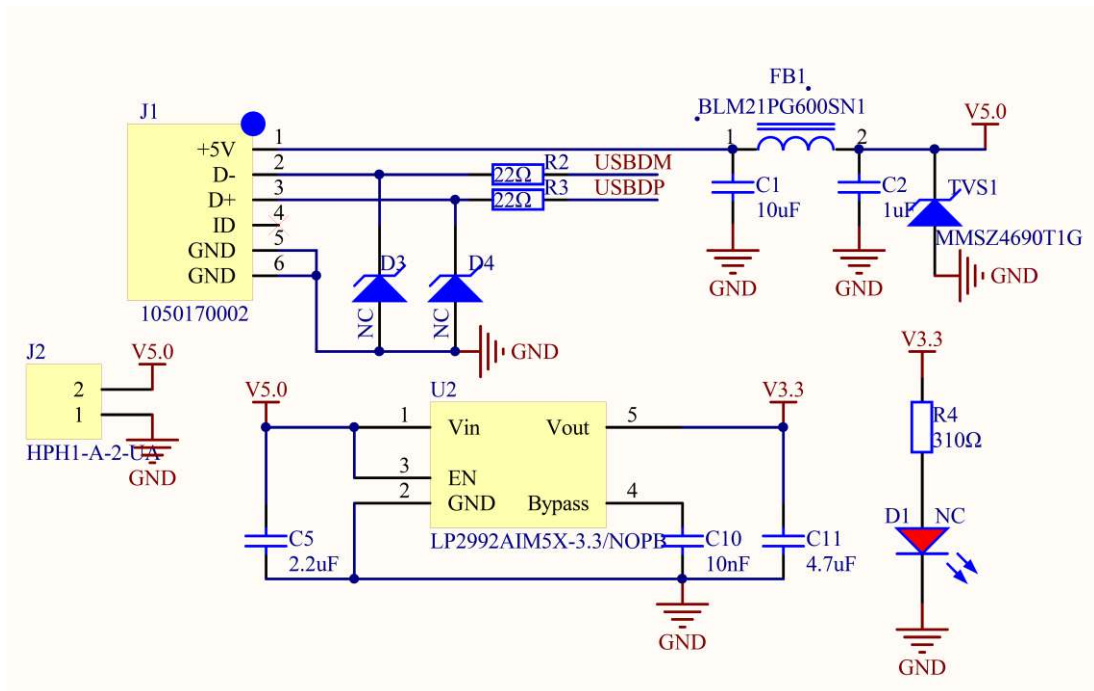 J1
+5V 1
D- 2
D+ 3
ID 4
GND 5
GND 6
1050170002
22Ω R2 USBDM
22Ω R3 USBDP
D3
NC
D4
NC
GND
FB1
BLM21PG600SN1
1 2
C1
10uF
GND
C2
1uF
GND
V5.0
TVS1
MMSZ4690T1G
GND
J2
V5.0
2
1
HPH1-A-2-UA
GND
V5.0
U2
1 Vin
3 EN
2 GND
Vout 5
Bypass 4
LP2992AIM5X-3.3/NOPB
V3.3
C5
2.2uF
C10
10nF
C11
4.7uF
GND
V3.3
R4
310Ω
D1 NC
GND